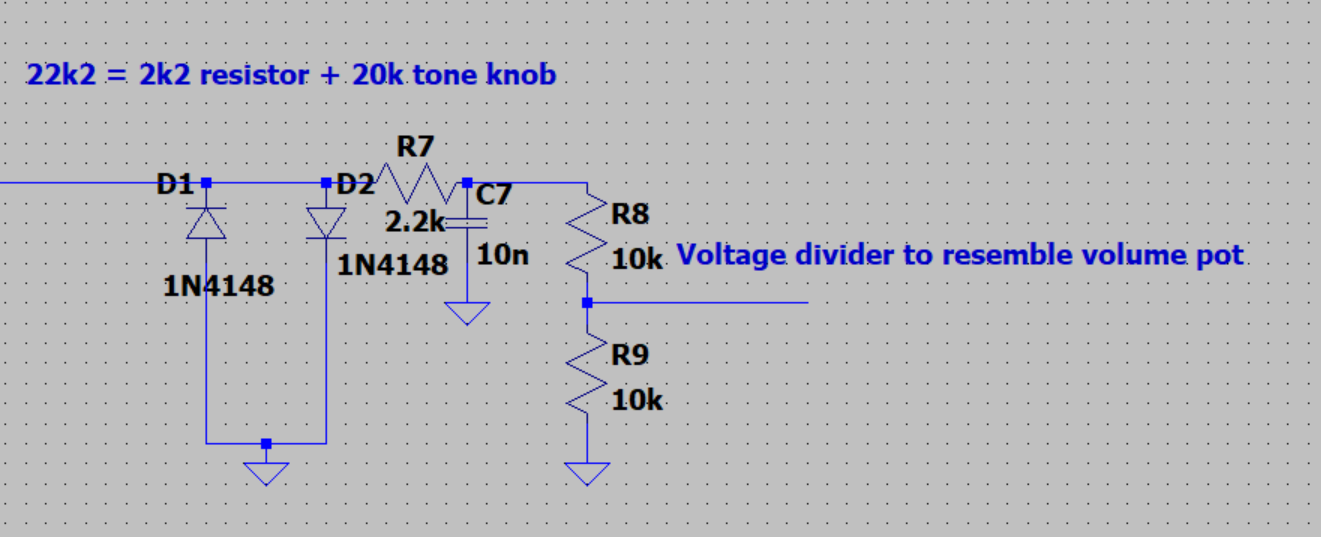 22k2 = 2k2 resistor + 20k tone knob
R7
D1
D2
C7
2.2k
R8
10n
10k
Voltage divider to resemble volume pot
1N4148
1N4148
R9
10k